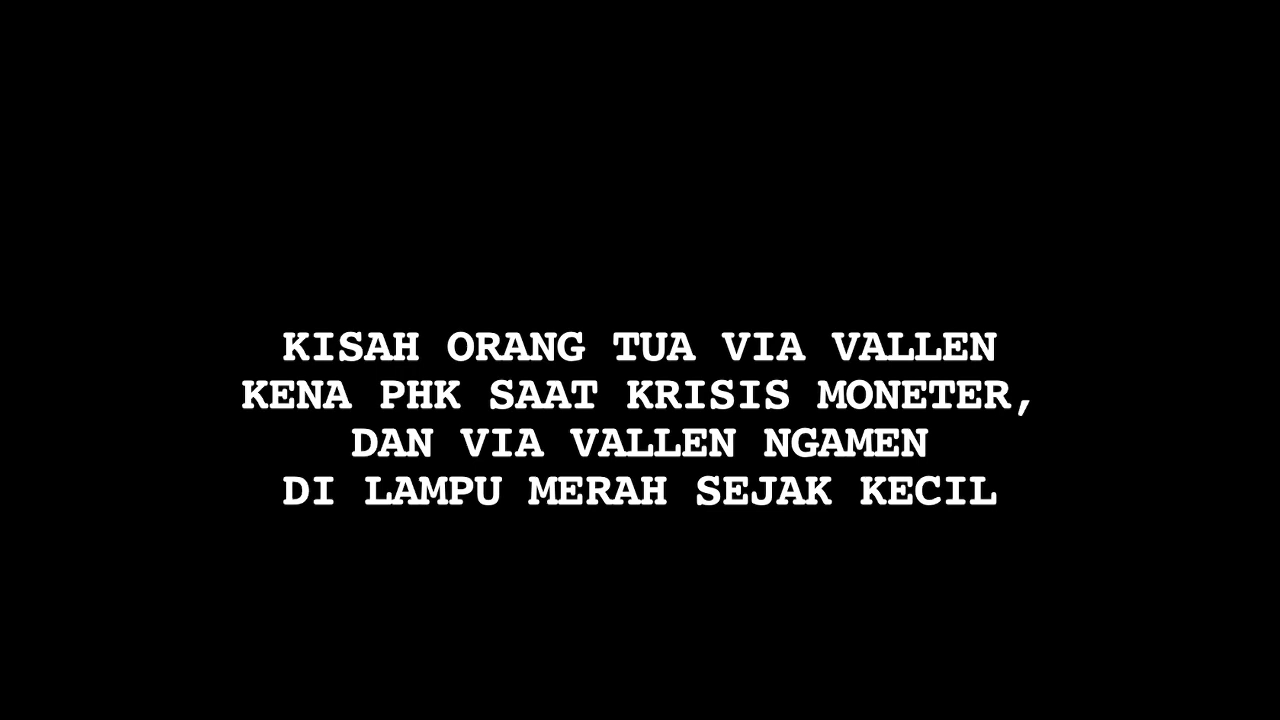 KISAH ORANG TUA VIA VALLEN
KENA PHK SAAT KRISIS MONETER,
DAN VIA VALLEN NGAMEN
DI LAMPU MERAH SEJAK KECIL